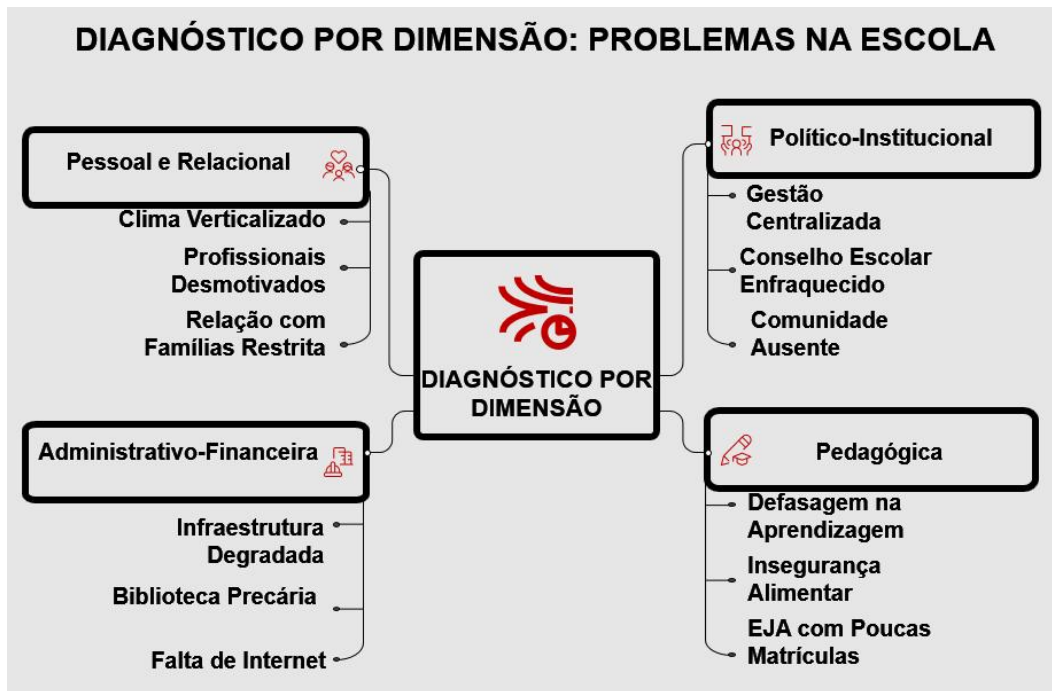 DIAGNÓSTICO POR DIMENSÃO: PROBLEMAS NA ESCOLA
Pessoal e Relacional
Clima Verticalizado
Profissionais
Desmotivados
Relação com
Famílias Restrita
Político-Institucional
Gestão
Centralizada
Conselho Escolar
Enfraquecido
Comunidade
Ausente
DIAGNÓSTICO POR
DIMENSÃO
Administrativo-Financeira
Infraestrutura
Degradada
Biblioteca Precária
Falta de Internet
Pedagógica
Defasagem na
Aprendizagem
Insegurança
Alimentar
EJA com Poucas
Matrículas